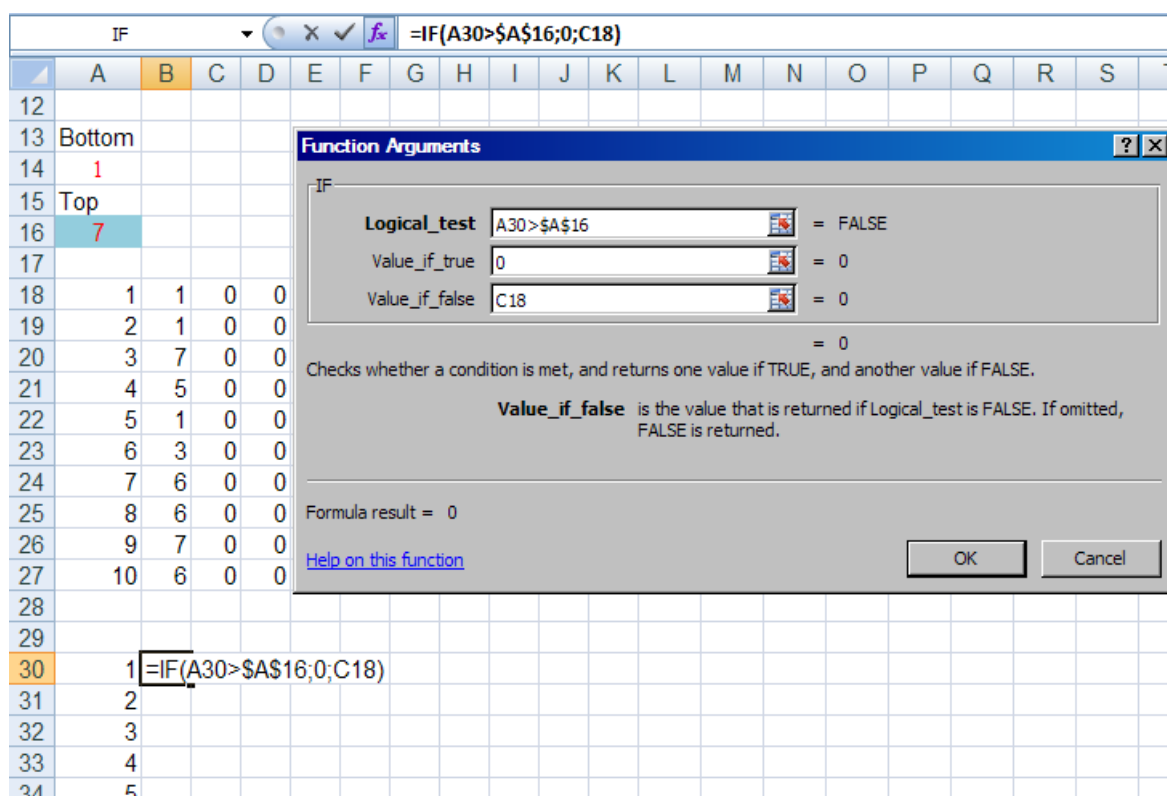 IF =IF(A30>$A$16;0;C18)
A B C D E F G H I J K L M N O P Q R S
12
13 Bottom
14 1
15 Top
16 7
17
18 1 1 0 0
19 2 1 0 0
20 3 7 0 0
21 4 5 0 0
22 5 1 0 0
23 6 3 0 0
24 7 6 0 0
25 8 6 0 0
26 9 7 0 0
27 10 6 0 0
28
29
30 1 =IF(A30>$A$16;0;C18)
31 2
32 3
33 4
34 5
Function Arguments
IF
Logical_test A30>$A$16 = FALSE
Value_if_true 0 = 0
Value_if_false C18 = 0
= 0
Checks whether a condition is met, and returns one value if TRUE, and another value if FALSE.
Value_if_false is the value that is returned if Logical_test is FALSE. If omitted,
FALSE is returned.
Formula result = 0
Help on this function
OK Cancel